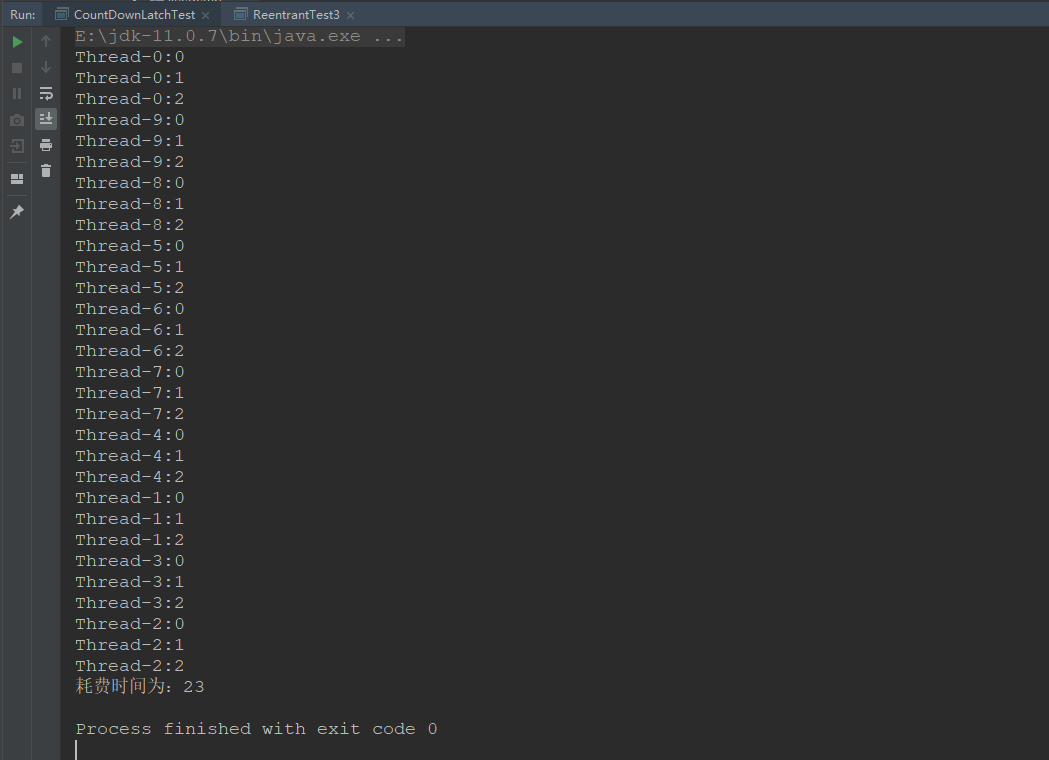 Run: CountDownLatchTest × ReentrantTest3 ×
E:\jdk-11.0.7\bin\java.exe ...
Thread-0:0
Thread-0:1
Thread-0:2
Thread-9:0
Thread-9:1
Thread-9:2
Thread-8:0
Thread-8:1
Thread-8:2
Thread-5:0
Thread-5:1
Thread-5:2
Thread-6:0
Thread-6:1
Thread-6:2
Thread-7:0
Thread-7:1
Thread-7:2
Thread-4:0
Thread-4:1
Thread-4:2
Thread-1:0
Thread-1:1
Thread-1:2
Thread-3:0
Thread-3:1
Thread-3:2
Thread-2:0
Thread-2:1
Thread-2:2
耗费时间为：23
Process finished with exit code 0